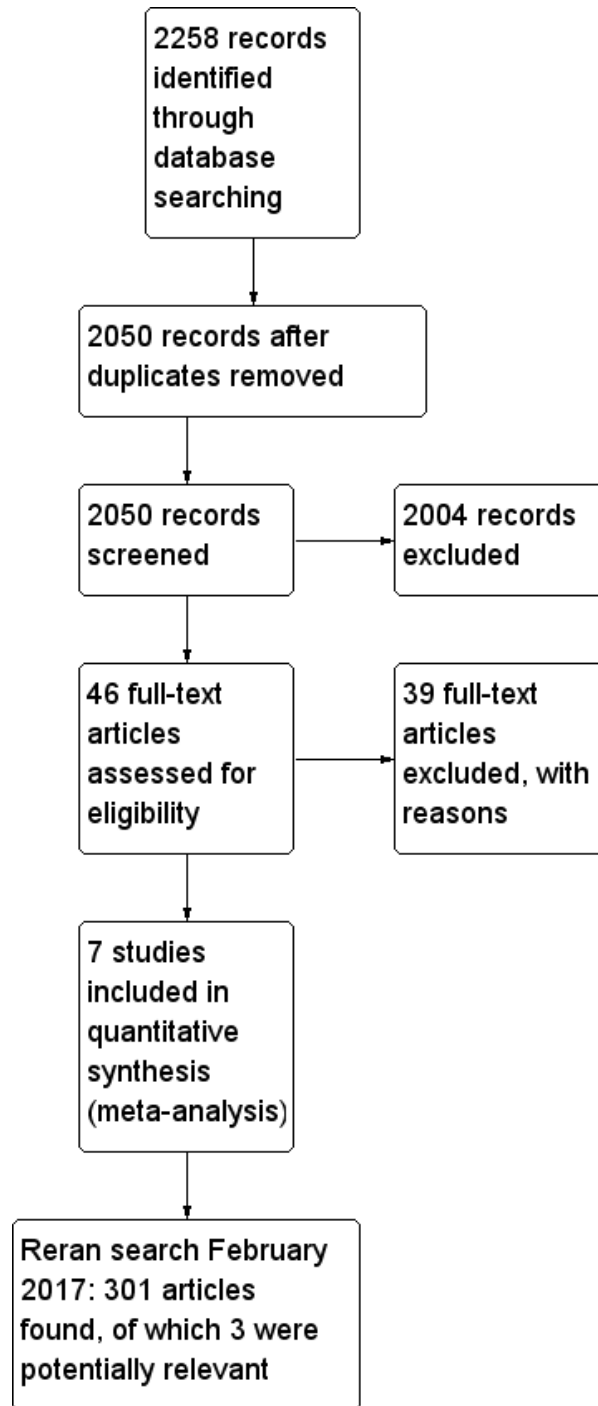 2258 records
identified
through
database
searching
2050 records after
duplicates removed
2050 records
screened
2004 records
excluded
46 full-text
articles
assessed for
eligibility
39 full-text
articles
excluded, with
reasons
7 studies
included in
quantitative
synthesis
(meta-analysis)
Reran search February
2017: 301 articles
found, of which 3 were
potentially relevant